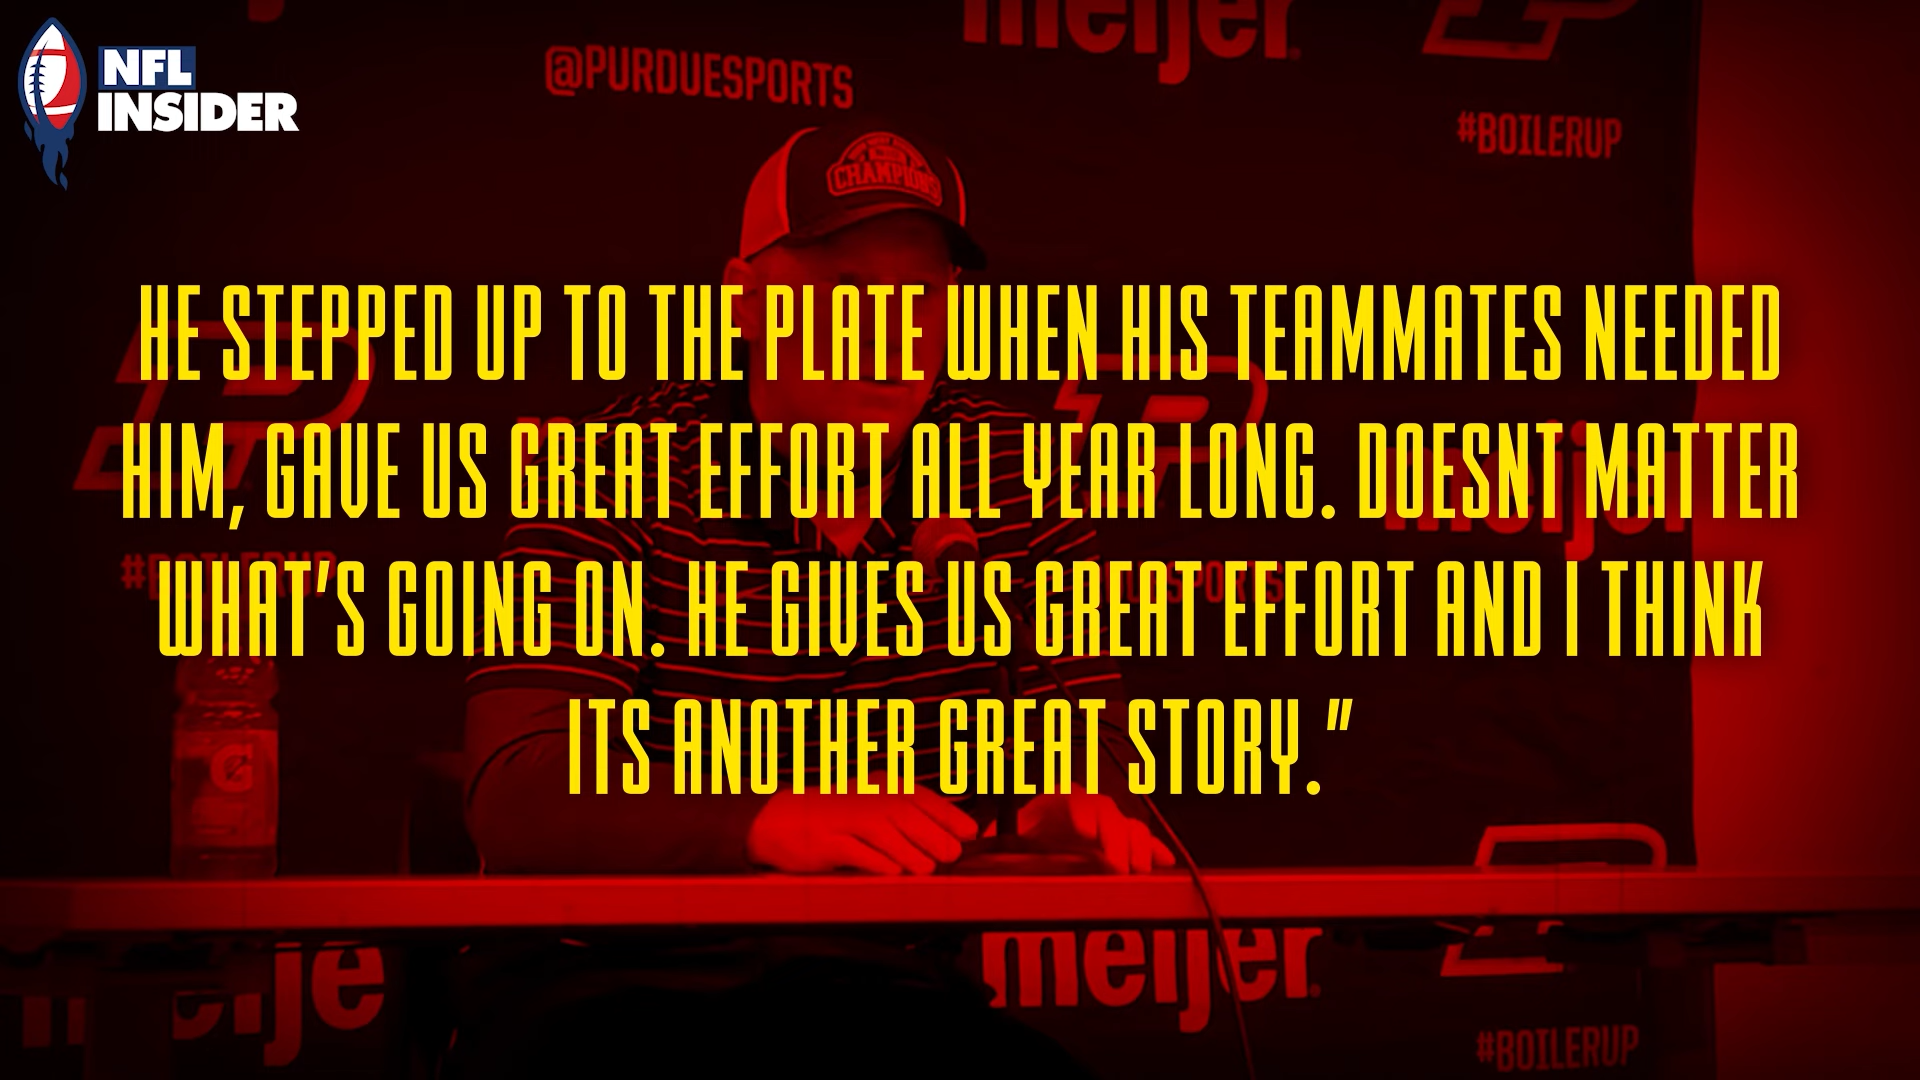 NFL
INSIDER
@PURDUESPORTS
meijer
#BOILERUP
CHAMPIONS
HE STEPPED UP TO THE PLATE WHEN HIS TEAMMATES NEEDED
HIM, GAVE US GREAT EFFORT ALL YEAR LONG. DOESNT MATTER
WHAT'S GOING ON. HE GIVES US GREAT EFFORT AND I THINK
ITS ANOTHER GREAT STORY."
meijer
#BOILERUP
G
meijer
#BOILERUP